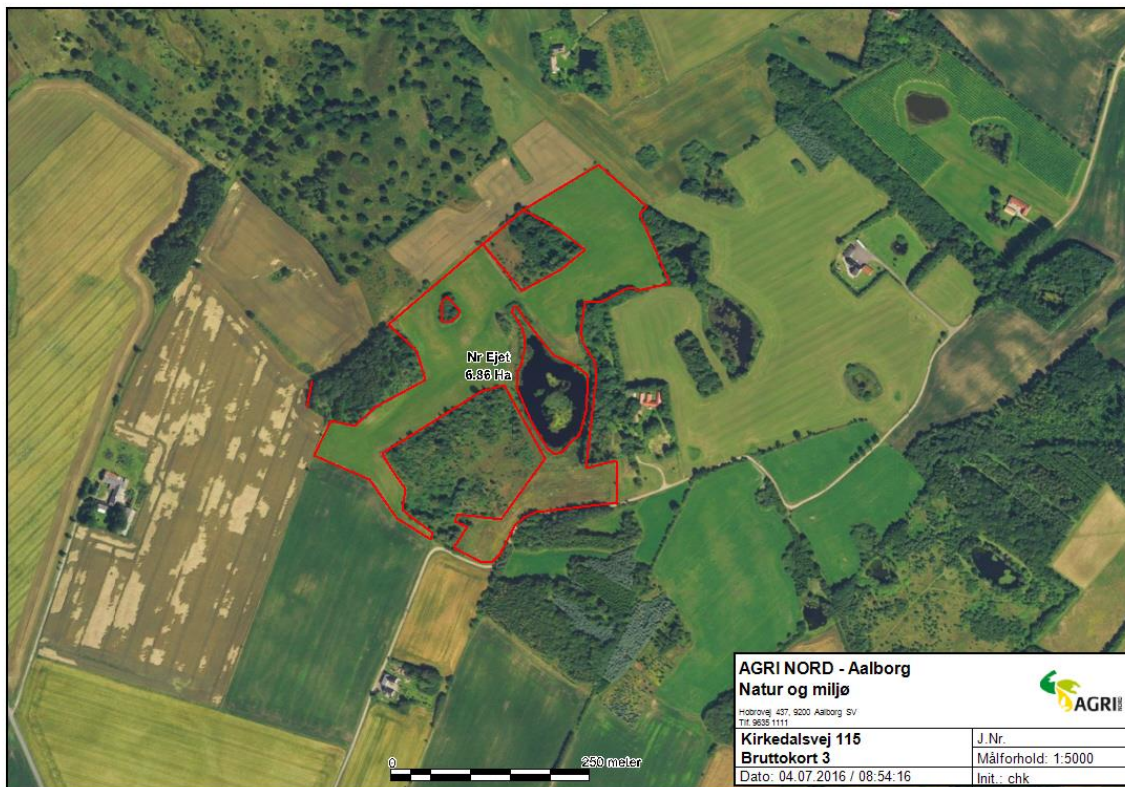 Nr Ejet
6.86 Ha
0 250 meter
AGRI NORD - Aalborg
Natur og miljø
Hobrovej 437, 9200 Aalborg SV
Tlf. 9635 1111
AGRI NORD
Kirkedalsvej 115
Bruttokort 3
Dato: 04.07.2016 / 08:54:16
J.Nr.
Målforhold: 1:5000
Init.: chk